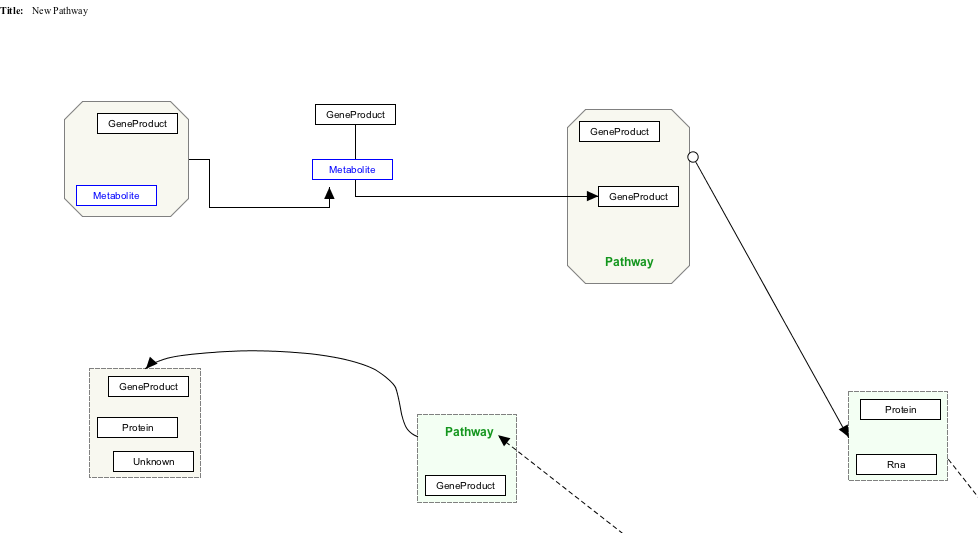 Title: New Pathway
GeneProduct
Metabolite
GeneProduct
Metabolite
GeneProduct
GeneProduct
Pathway
GeneProduct
Protein
Unknown
Pathway
GeneProduct
Protein
Rna